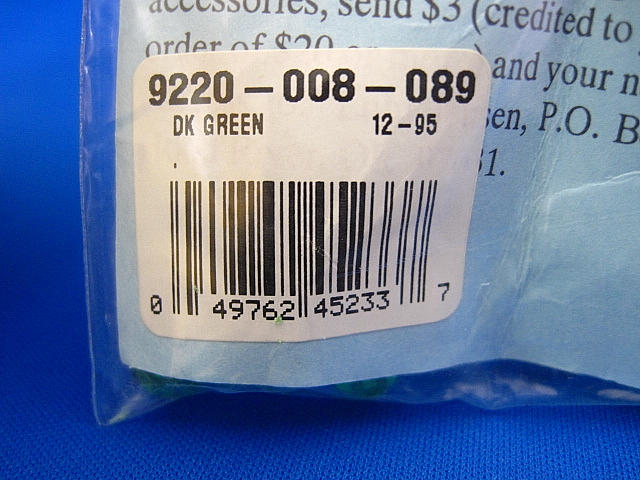 accessories, send $3 (credited to
order of $20
and your n
9220-008-089
DK GREEN 12-95
sen, P.O. B
1.
0 49762 45233 7